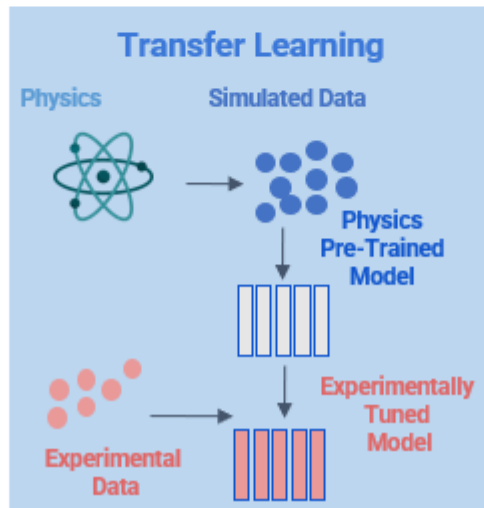 Transfer Learning
Physics
Simulated Data
Physics
Pre-Trained
Model
Experimentally
Tuned
Model
Experimental
Data